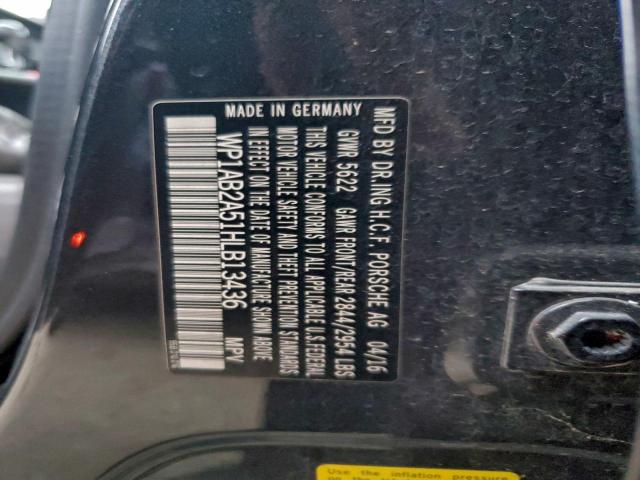 MFD BY DR.ING H.C.F. PORSCHE AG 04/16
GVWR 5622 GAWR FRONT/REAR 2844/2954 LBS
THIS VEHICLE CONFORMS TO ALL APPLICABLE U.S. FEDERAL
MOTOR VEHICLE SAFETY AND THEFT PREVENTION STANDARDS
IN EFFECT ON THE DATE OF MANUFACTURE SHOWN ABOVE
WP1AB2A51HLB13436 MPV
MADE IN GERMANY
Use the inflation pressure